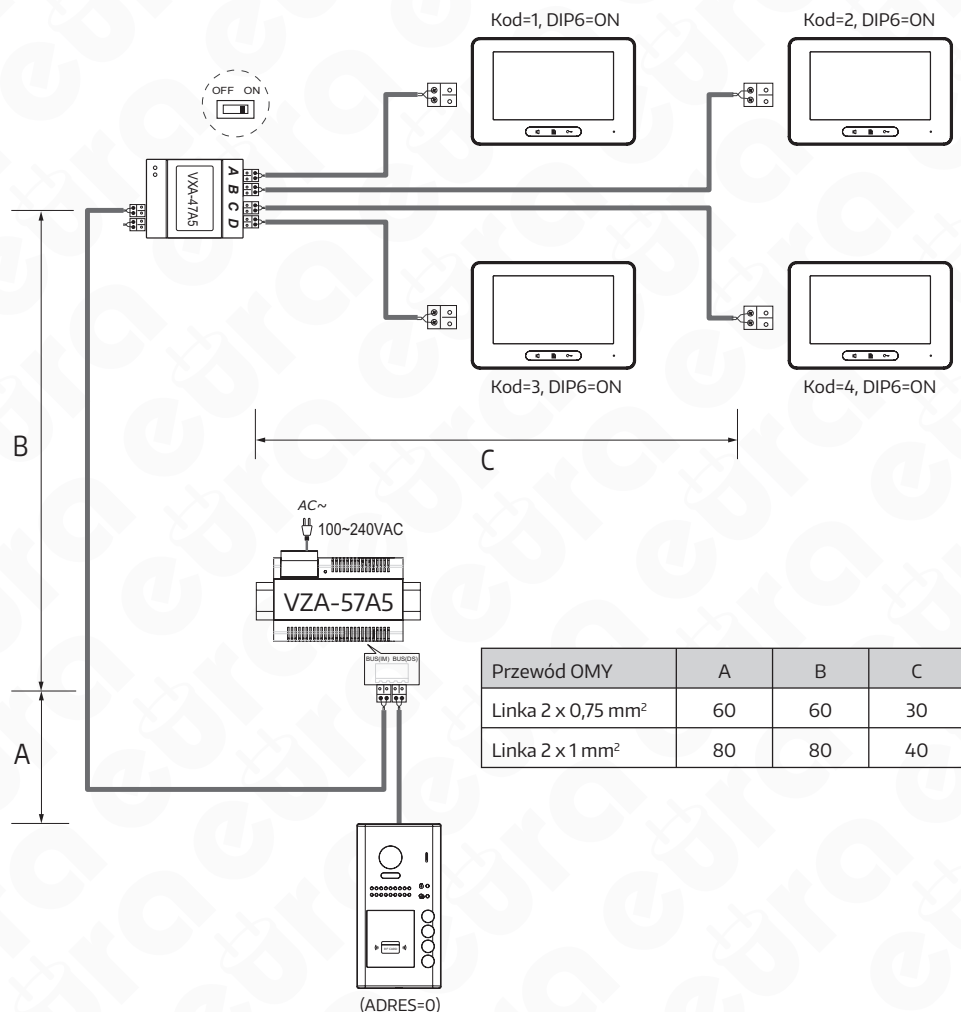 Kod=1, DIP6=ON
Kod=2, DIP6=ON
OFF ON
VXA-47A5
A
B
C
D
Kod=3, DIP6=ON
Kod=4, DIP6=ON
B
C
AC~
100~240VAC
VZA-57A5
BUS(IM) BUS(DS)
A
Przewód OMY A B C
Linka 2 x 0,75 mm² 60 60 30
Linka 2 x 1 mm² 80 80 40
(ADRES=0)
eura